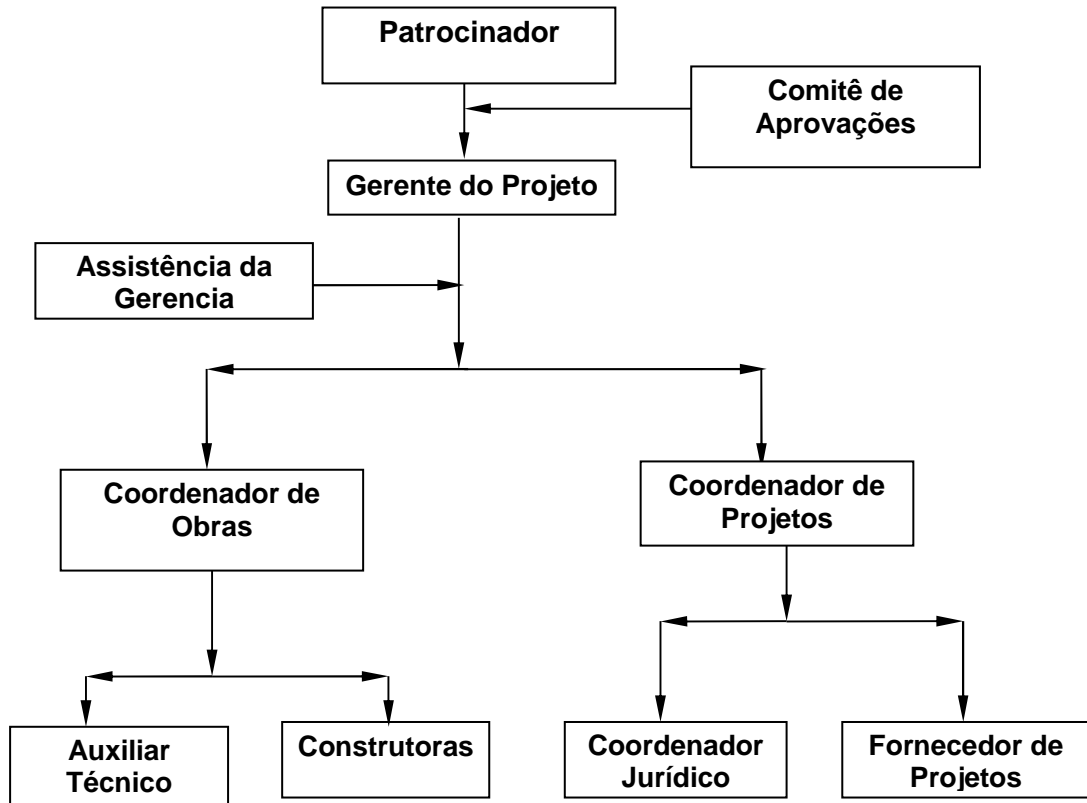 Patrocinador
Comitê de
Aprovações
Gerente do Projeto
Assistência da
Gerencia
Coordenador de
Obras
Coordenador de
Projetos
Auxiliar
Técnico
Construtoras
Coordenador
Jurídico
Fornecedor de
Projetos